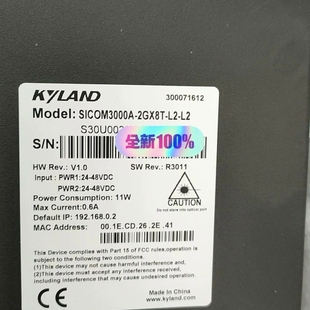 KYLAND
300071612
Model: SICOM3000A-2GX8T-L2-L2
S/N:
全新100%
HW Rev.: V1.0 SW Rev.: R3011
Input : PWR1:24-48VDC
PWR2:24-48VDC
Power Consumption: 11W
Max Current: 0.6A
Default IP: 192.168.0.2
MAC Address: 00.1E.CD.26.2E.41
CAUTION
This Device complies with Part 15 of FCC rules,operation is
subject to the following two conditions:
(1) This device may not cause harmful interference, and
(2) This device must accept any interference received,
including interference that may cause undesired operation.
CE
Made in China
www.kyland.com